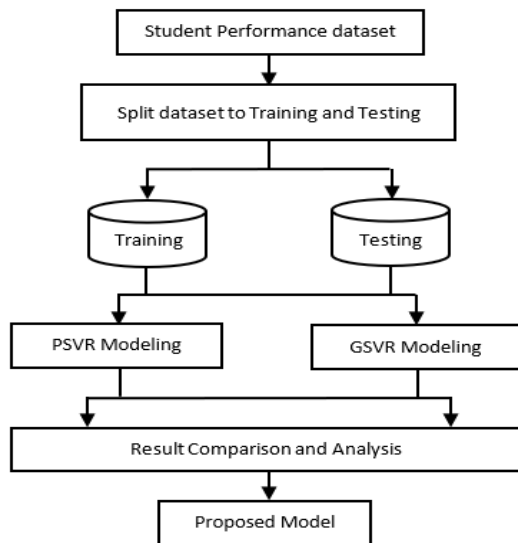 Student Performance dataset
Split dataset to Training and Testing
Training
Testing
PSVR Modeling
GSVR Modeling
Result Comparison and Analysis
Proposed Model